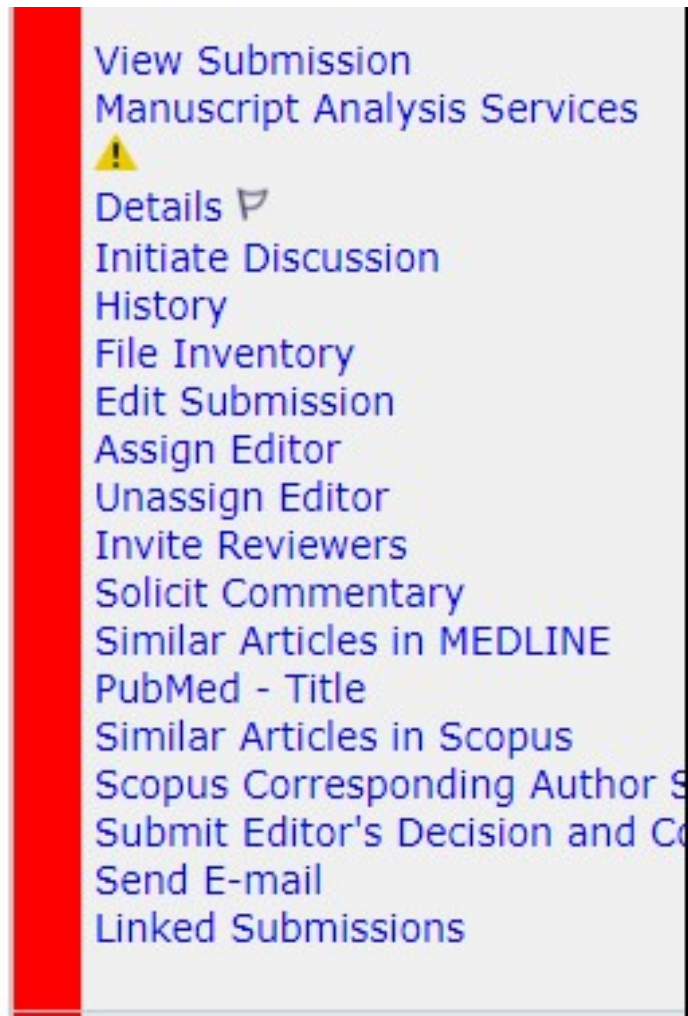 View Submission
Manuscript Analysis Services
Details
Initiate Discussion
History
File Inventory
Edit Submission
Assign Editor
Unassign Editor
Invite Reviewers
Solicit Commentary
Similar Articles in MEDLINE
PubMed - Title
Similar Articles in Scopus
Scopus Corresponding Author
Submit Editor's Decision and
Send E-mail
Linked Submissions